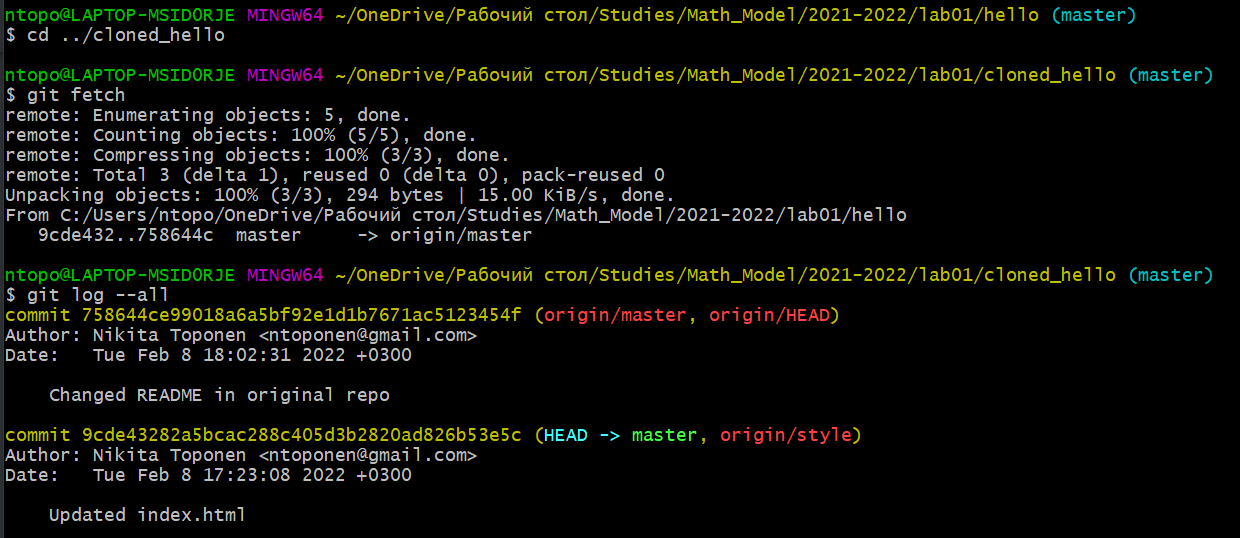 ntopo@LAPTOP-MSID0RJE MINGW64 ~/OneDrive/Рабочий стол/Studies/Math_Model/2021-2022/lab01/hello (master)
$ cd ../cloned_hello
ntopo@LAPTOP-MSID0RJE MINGW64 ~/OneDrive/Рабочий стол/Studies/Math_Model/2021-2022/lab01/cloned_hello (master)
$ git fetch
remote: Enumerating objects: 5, done.
remote: Counting objects: 100% (5/5), done.
remote: Compressing objects: 100% (3/3), done.
remote: Total 3 (delta 1), reused 0 (delta 0), pack-reused 0
Unpacking objects: 100% (3/3), 294 bytes | 15.00 KiB/s, done.
From C:/Users/ntopo/OneDrive/Рабочий стол/Studies/Math_Model/2021-2022/lab01/hello
   9cde432..758644c  master     -> origin/master
ntopo@LAPTOP-MSID0RJE MINGW64 ~/OneDrive/Рабочий стол/Studies/Math_Model/2021-2022/lab01/cloned_hello (master)
$ git log --all
commit 758644ce99018a6a5bf92e1d1b7671ac5123454f (origin/master, origin/HEAD)
Author: Nikita Toponen <ntoponen@gmail.com>
Date:   Tue Feb 8 18:02:31 2022 +0300
    Changed README in original repo
commit 9cde43282a5bcac288c405d3b2820ad826b53e5c (HEAD -> master, origin/style)
Author: Nikita Toponen <ntoponen@gmail.com>
Date:   Tue Feb 8 17:23:08 2022 +0300
    Updated index.html